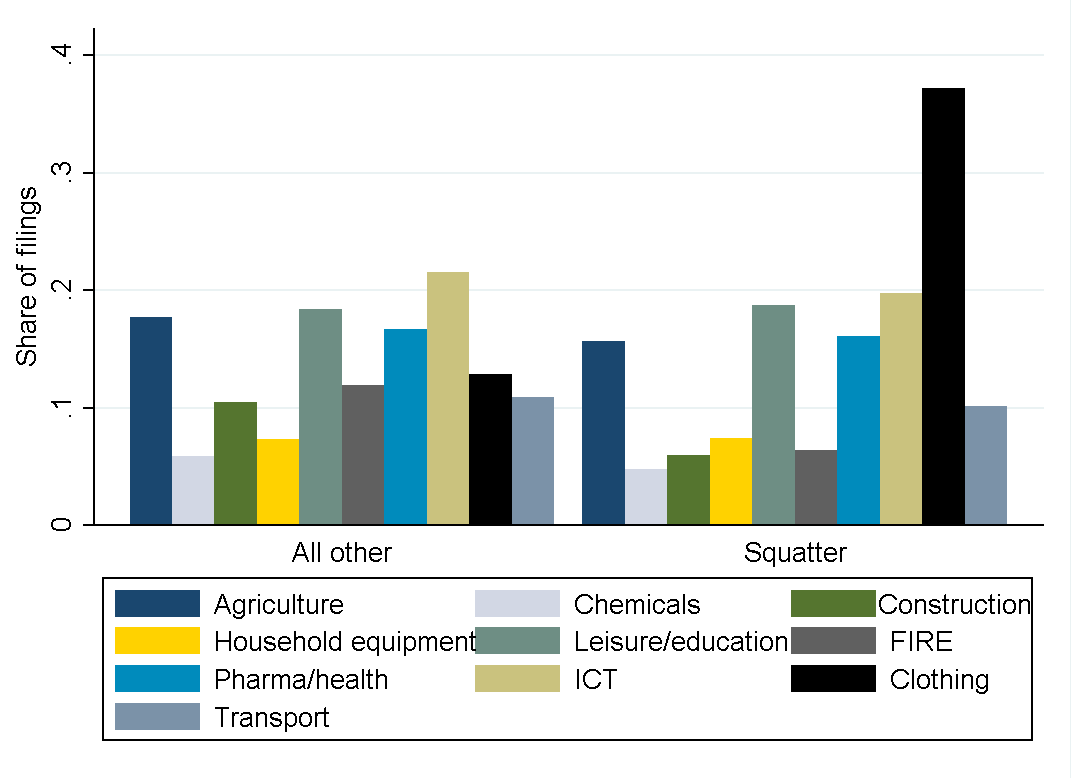 .4
.3
.2
.1
0
Share of filings
All other
Squatter
Agriculture
Chemicals
Construction
Household equipment
Leisure/education
FIRE
Pharma/health
ICT
Clothing
Transport